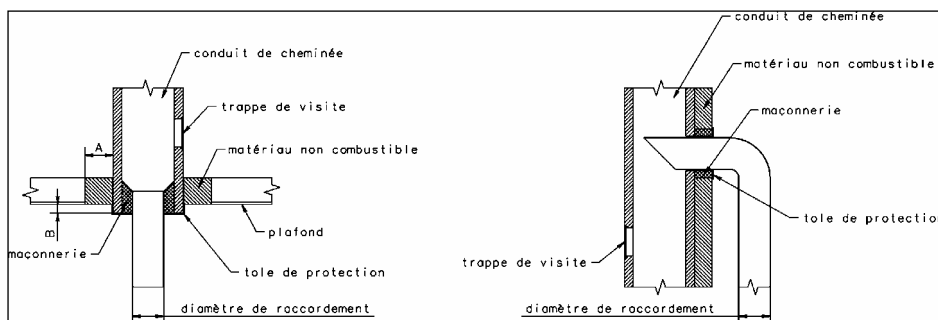 conduit de cheminée
trappe de visite
A
matériau non combustible
B
plafond
maçonnerie
tole de protection
diamètre de raccordement
conduit de cheminée
matériau non combustible
maçonnerie
tole de protection
trappe de visite
diamètre de raccordement